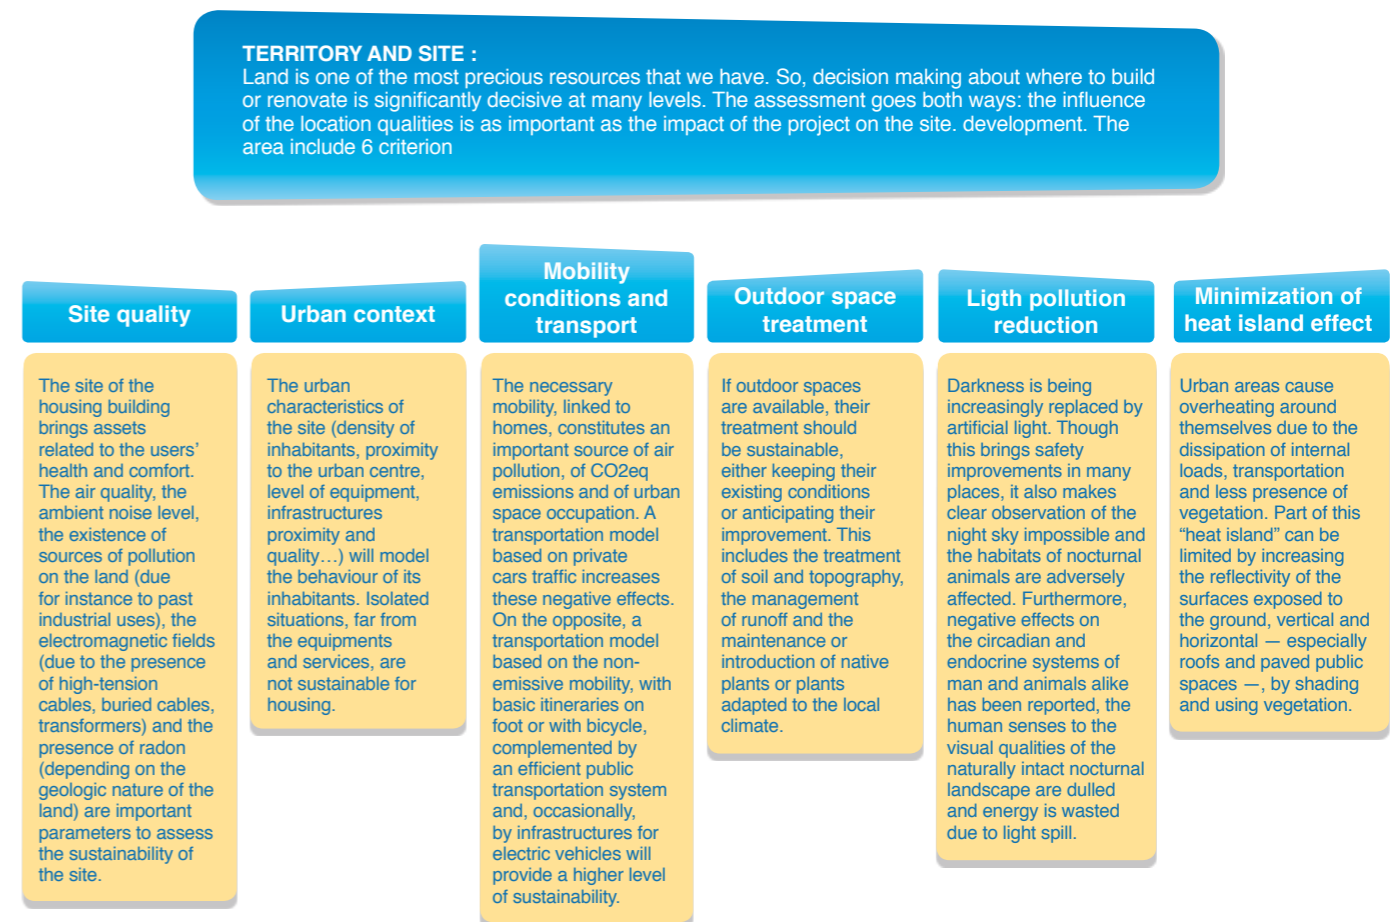 TERRITORY AND SITE :
Land is one of the most precious resources that we have. So, decision making about where to build
or renovate is significantly decisive at many levels. The assessment goes both ways: the influence
of the location qualities is as important as the impact of the project on the site. development. The
area include 6 criterion
Site quality
The site of the
housing building
brings assets
related to the users’
health and comfort.
The air quality, the
ambient noise level,
the existence of
sources of pollution
on the land (due
for instance to past
industrial uses), the
electromagnetic fields
(due to the presence
of high-tension
cables, buried cables,
transformers) and the
presence of radon
(depending on the
geologic nature of the
land) are important
parameters to assess
the sustainability of
the site.
Urban context
The urban
characteristics of
the site (density of
inhabitants, proximity
to the urban centre,
level of equipment,
infrastructures
proximity and
quality…) will model
the behaviour of its
inhabitants. Isolated
situations, far from
the equipments
and services, are
not sustainable for
housing.
Mobility
conditions and
transport
The necessary
mobility, linked to
homes, constitutes an
important source of air
pollution, of CO2eq
emissions and of urban
space occupation. A
transportation model
based on private
cars traffic increases
these negative effects.
On the opposite, a
transportation model
based on the non-
emissive mobility, with
basic itineraries on
foot or with bicycle,
complemented by
an efficient public
transportation system
and, occasionally,
by infrastructures for
electric vehicles will
provide a higher level
of sustainability.
Outdoor space
treatment
If outdoor spaces
are available, their
treatment should
be sustainable,
either keeping their
existing conditions
or anticipating their
improvement. This
includes the treatment
of soil and topography,
the management
of runoff and the
maintenance or
introduction of native
plants or plants
adapted to the local
climate.
Ligth pollution
reduction
Darkness is being
increasingly replaced by
artificial light. Though
this brings safety
improvements in many
places, it also makes
clear observation of the
night sky impossible and
the habitats of nocturnal
animals are adversely
affected. Furthermore,
negative effects on
the circadian and
endocrine systems of
man and animals alike
has been reported, the
human senses to the
visual qualities of the
naturally intact nocturnal
landscape are dulled
and energy is wasted
due to light spill.
Minimization of
heat island effect
Urban areas cause
overheating around
themselves due to the
dissipation of internal
loads, transportation
and less presence of
vegetation. Part of this
“heat island” can be
limited by increasing
the reflectivity of the
surfaces exposed to
the ground, vertical and
horizontal — especially
roofs and paved public
spaces —, by shading
and using vegetation.